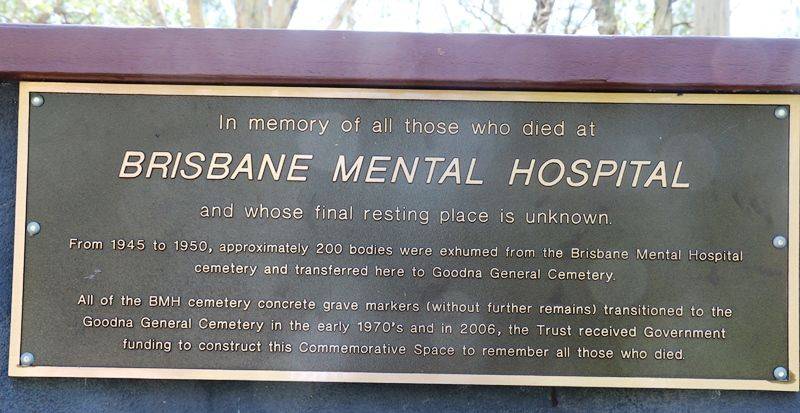 In memory of all those who died at
BRISBANE MENTAL HOSPITAL
and whose final resting place is unknown.
From 1945 to 1950, approximately 200 bodies were exhumed from the Brisbane Mental Hospital
cemetery and transferred here to Goodna General Cemetery.
All of the BMH cemetery concrete grave markers (without further remains) transitioned to the
Goodna General Cemetery in the early 1970's and in 2006, the Trust received Government
funding to construct this Commemorative Space to remember all those who died.